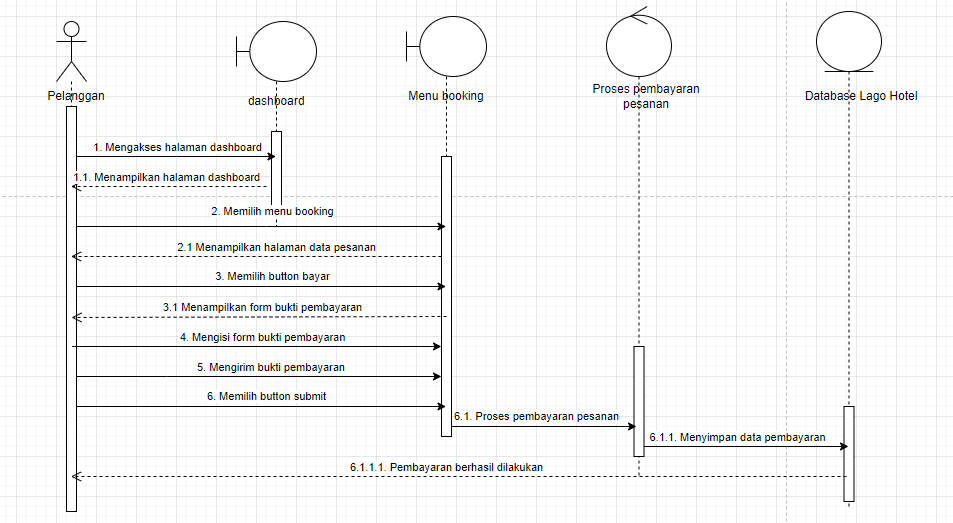 Pelanggan
dashboard
Menu booking
Proses pembayaran
pesanan
Database Lago Hotel
1. Mengakses halaman dashboard
1.1. Menampilkan halaman dashboard
2. Memilih menu booking
2.1 Menampilkan halaman data pesanan
3. Memilih button bayar
3.1 Menampilkan form bukti pembayaran
4. Mengisi form bukti pembayaran
5. Mengirim bukti pembayaran
6. Memilih button submit
6.1. Proses pembayaran pesanan
6.1.1. Menyimpan data pembayaran
6.1.1.1. Pembayaran berhasil dilakukan